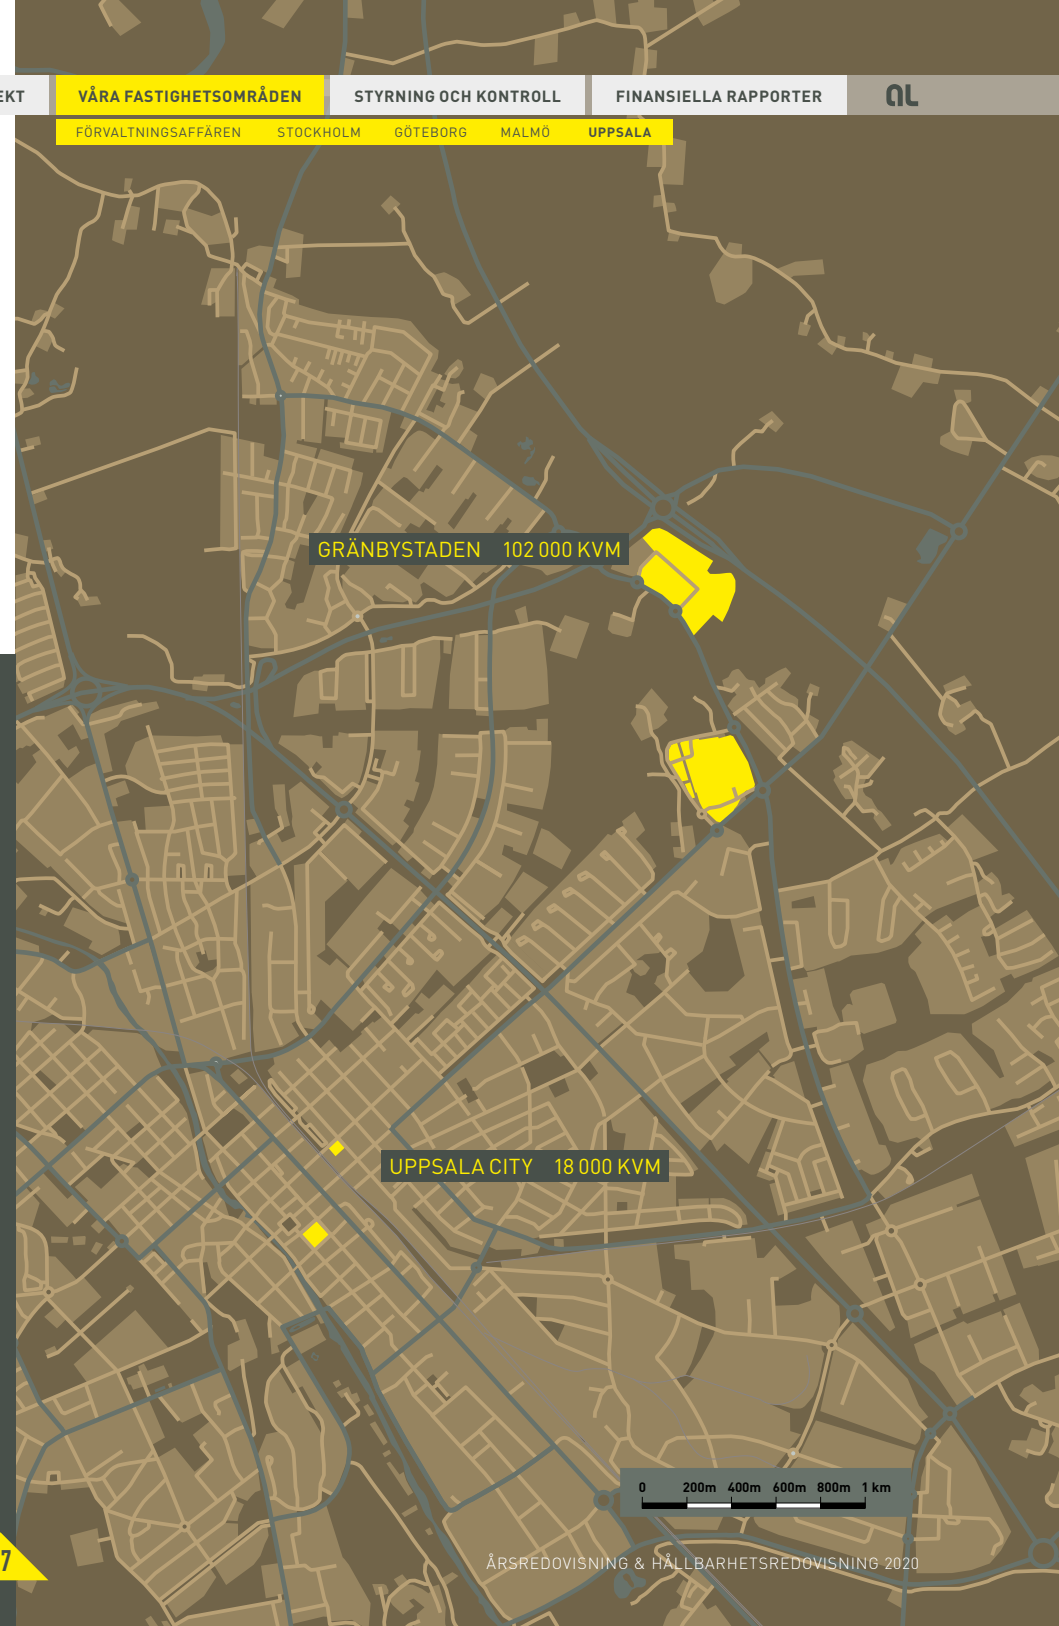 EKT
VÅRA FASTIGHETSOMRÅDEN
STYRNING OCH KONTROLL
FINANSIELLA RAPPORTER
aL
FÖRVALTNINGSAFFÄREN
STOCKHOLM
GÖTEBORG
MALMÖ
UPPSALA
GRÄNBYSTADEN 102 000 KVM
UPPSALA CITY 18 000 KVM
0 200m 400m 600m 800m 1 km
7
ÅRSREDOVISNING & HÅLLBARHETSREDOVISNING 2020